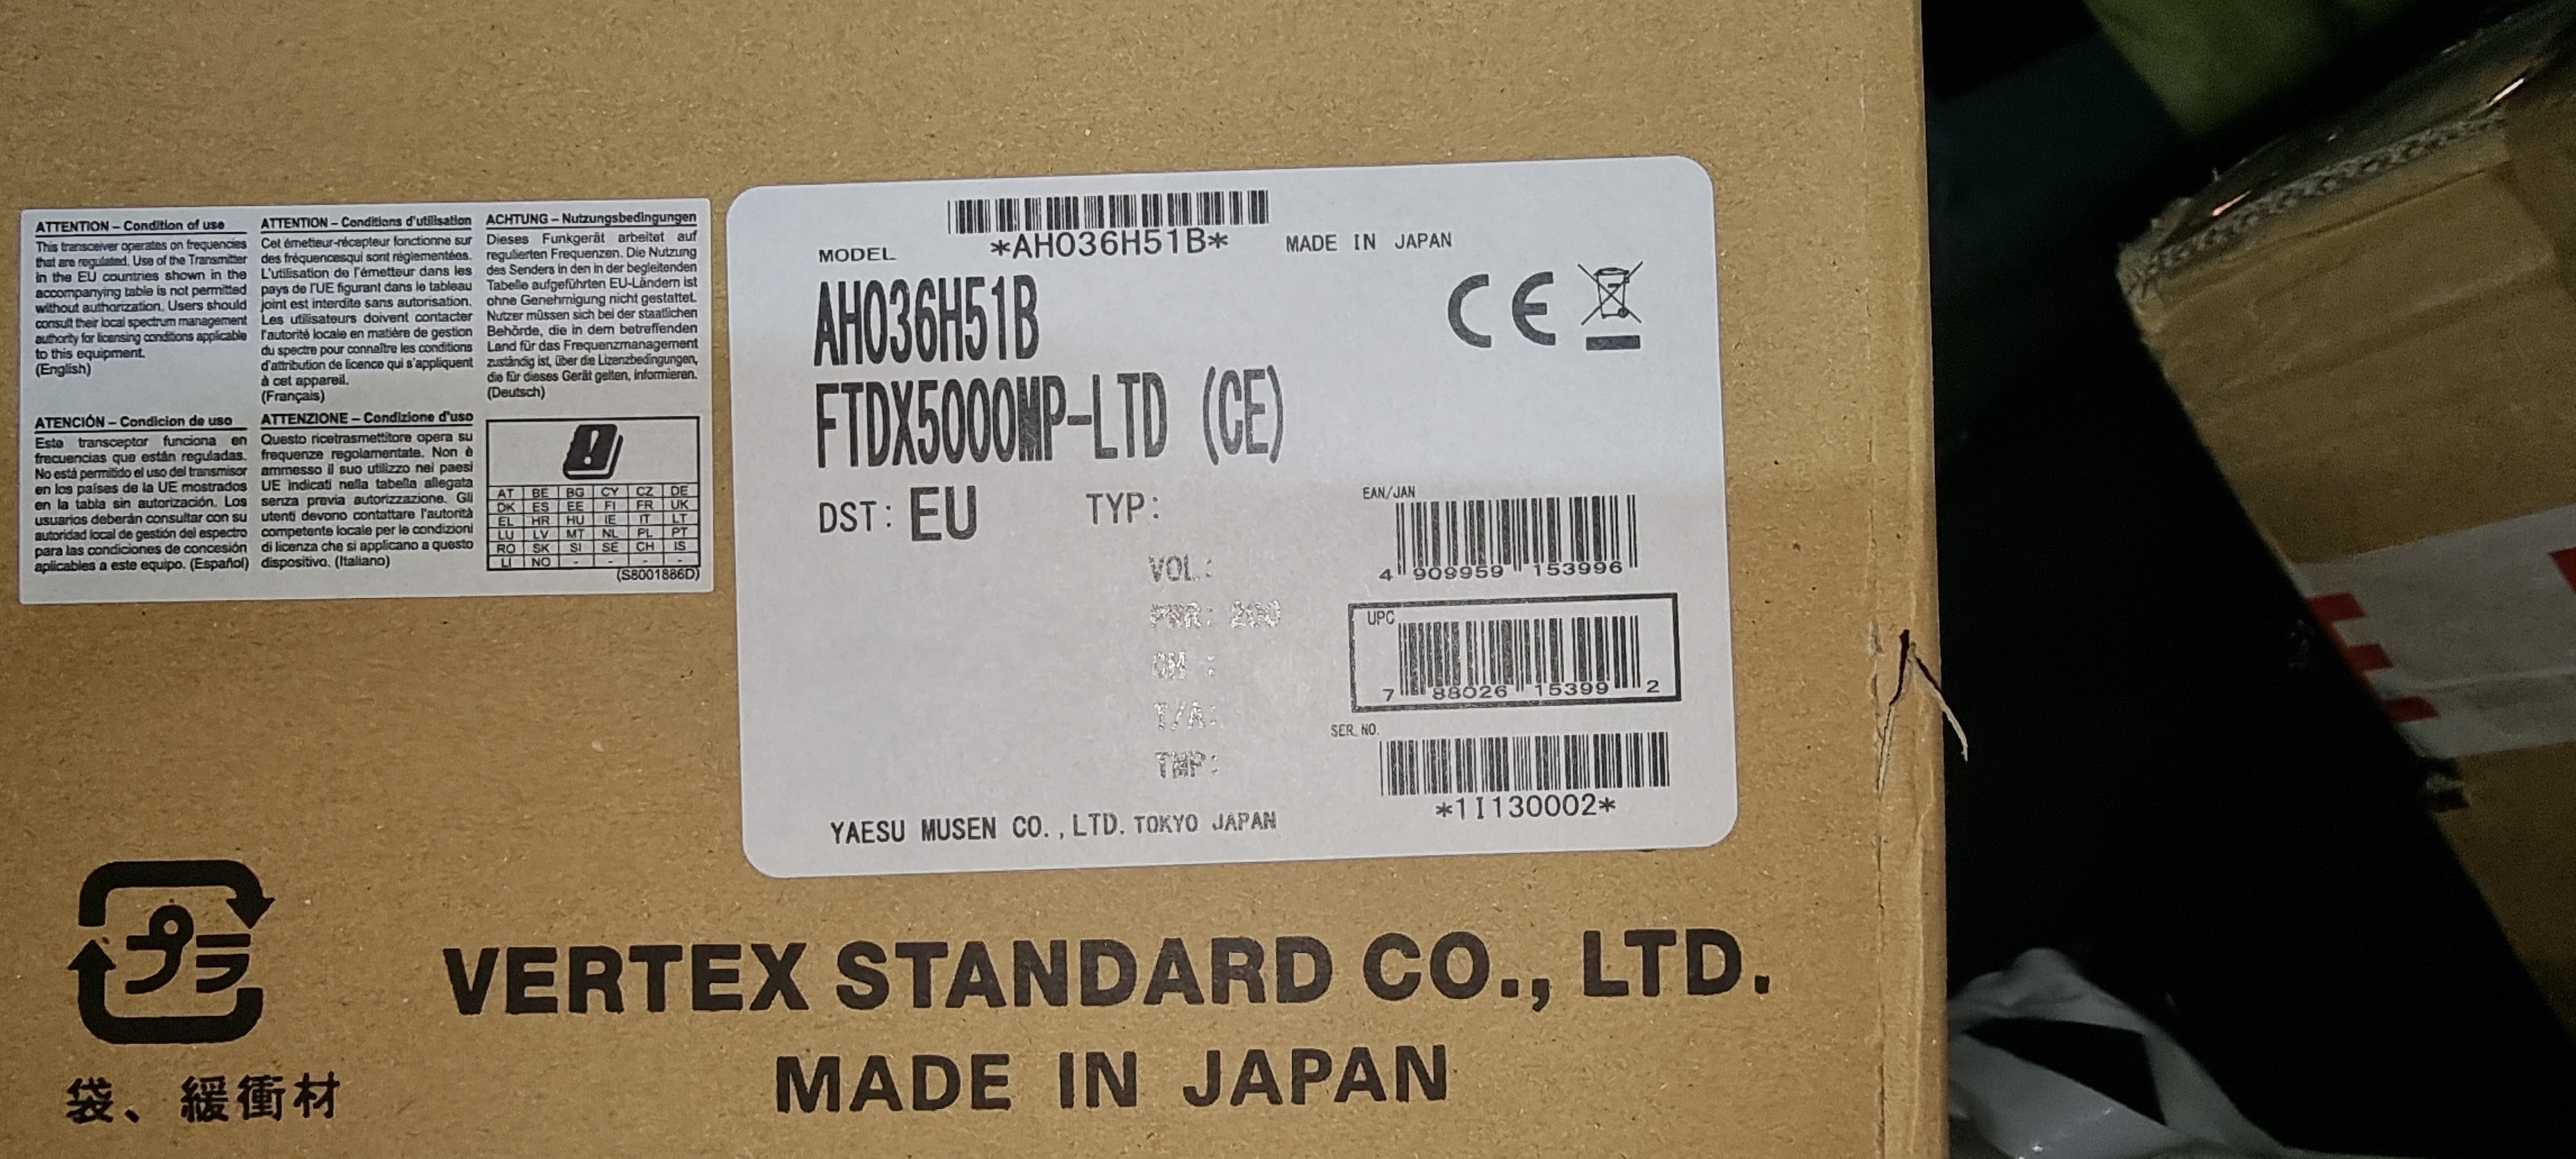 ATTENTION – Condition of use
This transceiver operates on frequencies
that are regulated. Use of the Transmitter
in the EU countries shown in the
accompanying table is not permitted
without authorization. Users should
consult their local spectrum management
authority for licensing conditions applicable
to this equipment.
(English)
ATTENTION – Conditions d'utilisation
Cet émetteur-récepteur fonctionne sur
des fréquencesqui sont réglementées.
L'utilisation de l'émetteur dans les
pays de l'UE figurant dans le tableau
joint est interdite sans autorisation.
Les utilisateurs doivent contacter
l'autorité locale en matière de gestion
du spectre pour connaître les conditions
d'attribution de licence qui s'appliquent
à cet appareil.
(Français)
ACHTUNG – Nutzungsbedingungen
Dieses Funkgerät arbeitet auf
regulierten Frequenzen. Die Nutzung
des Senders in den in der begleitenden
Tabelle aufgeführten EU-Ländern ist
ohne Genehmigung nicht gestattet.
Nutzer müssen sich bei der staatlichen
Behörde, die in dem betreffenden
Land für das Frequenzmanagement
zuständig ist, über die Lizenzbedingungen,
die für dieses Gerät gelten, informieren.
(Deutsch)
ATENCIÓN – Condicion de uso
Este transceptor funciona en
frecuencias que están reguladas.
No está permitido el uso del transmisor
en los países de la UE mostrados
en la tabla sin autorización. Los
usuarios deberán consultar con su
autoridad local de gestión del espectro
para las condiciones de concesión
aplicables a este equipo. (Español)
ATTENZIONE – Condizione d'uso
Questo ricetrasmettitore opera su
frequenze regolamentate. Non è
ammesso il suo utilizzo nei paesi
UE indicati nella tabella allegata
senza previa autorizzazione. Gli
utenti devono contattare l'autorità
competente locale per le condizioni
di licenza che si applicano a questo
dispositivo. (Italiano)
AT BE BG CY CZ DE
DK ES EE FI FR UK
EL HR HU IE IT LT
LU LV MT NL PL PT
RO SK SI SE CH IS
LI NO - - - -
(S8001886D)
*AH036H51B*
MODEL
MADE IN JAPAN
AH036H51B
CE
FTDX5000MP-LTD (CE)
DST: EU
TYP:
VOL:
PWR: 200
CM :
T/A:
TMP:
EAN/JAN
4 909959 153996
UPC
7 88026 15399 2
SER. NO.
*1I130002*
YAESU MUSEN CO., LTD. TOKYO JAPAN
プラ
袋、緩衝材
VERTEX STANDARD CO., LTD.
MADE IN JAPAN